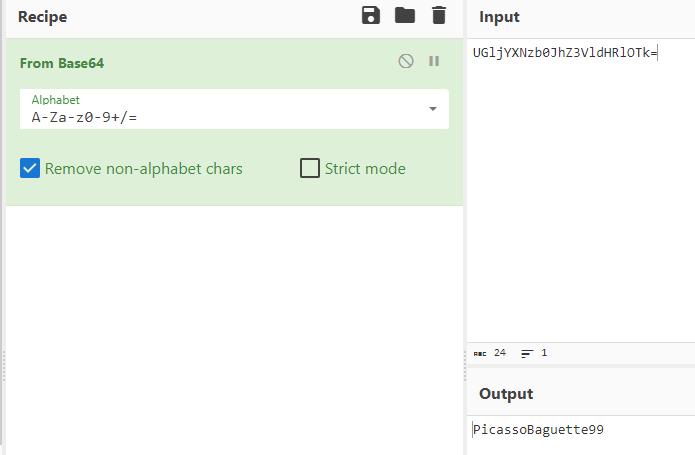 Recipe
From Base64
Alphabet
A-Za-z0-9+/=
Remove non-alphabet chars
Strict mode
Input
UGljYXNzb0JhZ3VldHRlOTk=
ABC 24 1
Output
PicassoBaguette99